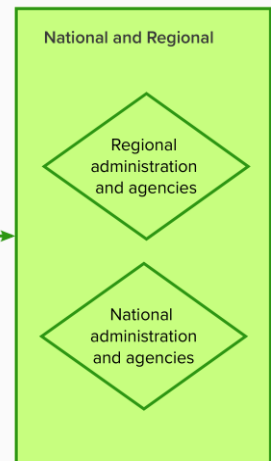 National and Regional
Regional
administration
and agencies
National
administration
and agencies